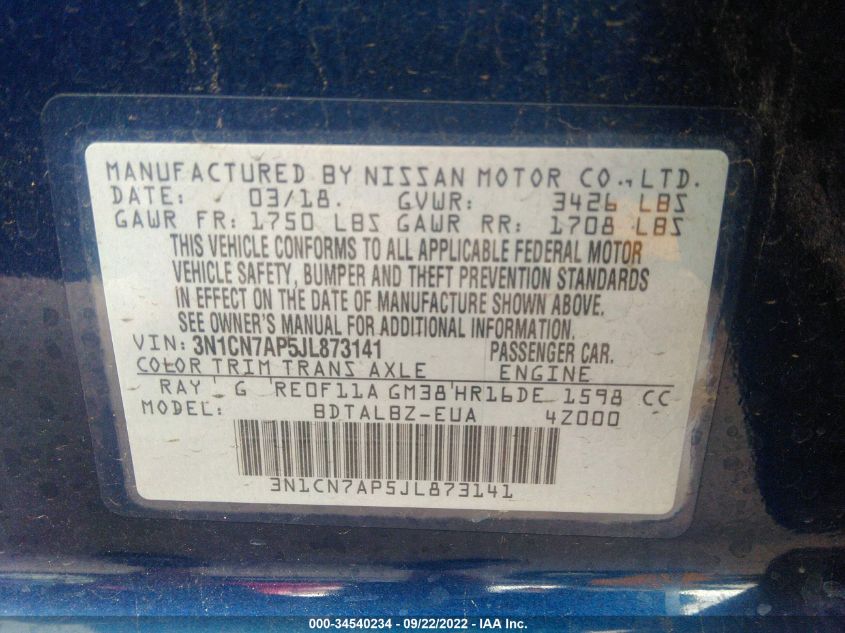 MANUFACTURED BY NISSAN MOTOR CO., LTD.
DATE: 03/18. GVWR: 3426 LBS
GAWR FR: 1750 LBS GAWR RR: 1708 LBS
THIS VEHICLE CONFORMS TO ALL APPLICABLE FEDERAL MOTOR
VEHICLE SAFETY, BUMPER AND THEFT PREVENTION STANDARDS
IN EFFECT ON THE DATE OF MANUFACTURE SHOWN ABOVE.
SEE OWNER'S MANUAL FOR ADDITIONAL INFORMATION.
VIN: 3N1CN7AP5JL873141 PASSENGER CAR.
COLOR TRIM TRANS AXLE ENGINE
RAY G RE0F11A GM38 HR16DE 1598 CC
MODEL: BDTALBZ-EUA 4Z000
3N1CN7AP5JL873141
000-34540234 - 09/22/2022 - IAA Inc.